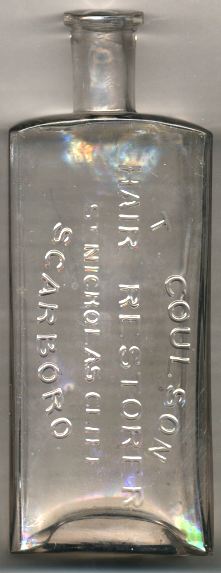 T COULSON
HAIR RESTORER
ST NICHOLAS CLIFF
SCARBORO